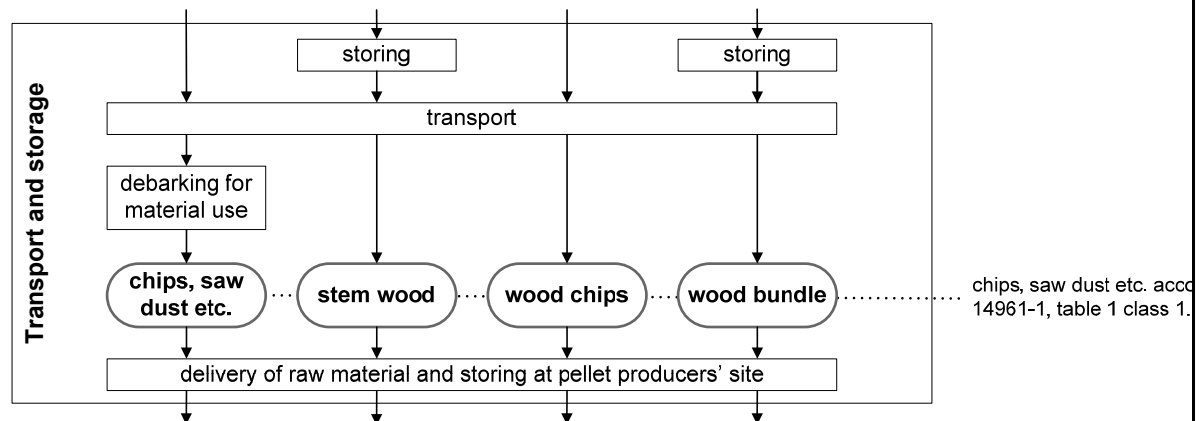 Transport and storage
storing
storing
transport
debarking for
material use
chips, saw
dust etc.
stem wood
wood chips
wood bundle
chips, saw dust etc.
14961-1, table 1 class 1.
delivery of raw material and storing at pellet producers' site